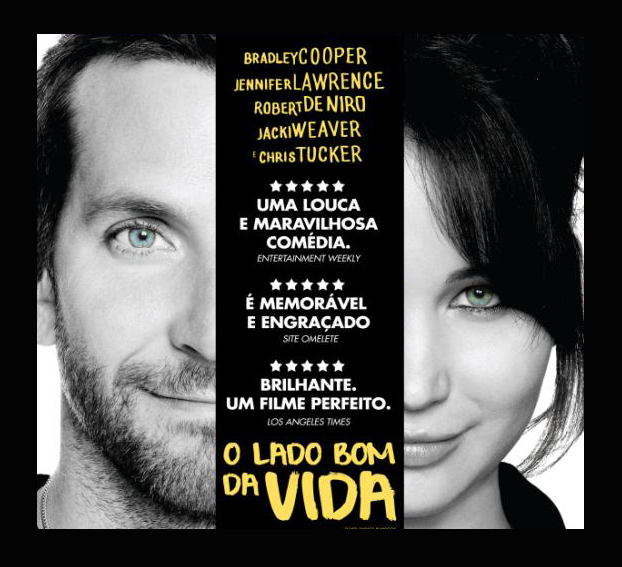 BRADLEYCOOPER
JENNIFERLAWRENCE
ROBERTDE NIRO
JACKIWEAVER
E CHRISTUCKER
UMA LOUCA
E MARAVILHOSA
COMÉDIA.
ENTERTAINMENT WEEKLY
É MEMORÁVEL
E ENGRAÇADO
SITE OMELETE
BRILHANTE.
UM FILME PERFEITO.
LOS ANGELES TIMES
O LADO BOM
DA VIDA